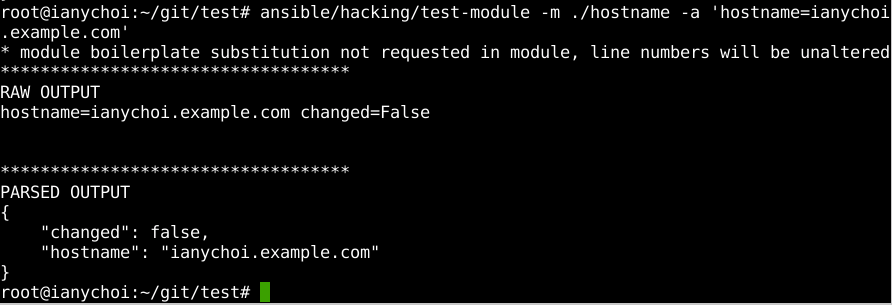 root@ianychoi:~/git/test# ansible/hacking/test-module -m ./hostname -a 'hostname=ianychoi
.example.com'
* module boilerplate substitution not requested in module, line numbers will be unaltered
***********************************
RAW OUTPUT
hostname=ianychoi.example.com changed=False
***********************************
PARSED OUTPUT
{
    "changed": false,
    "hostname": "ianychoi.example.com"
}
root@ianychoi:~/git/test#